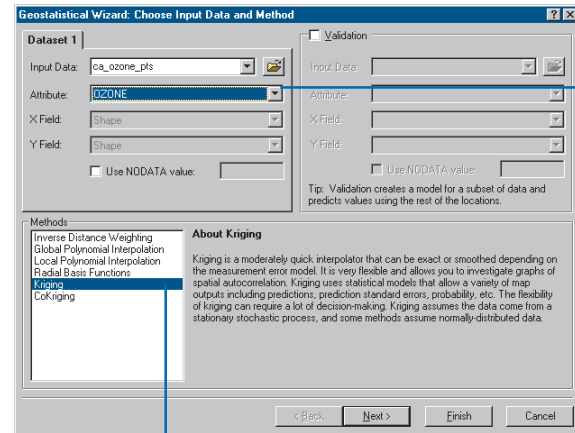 Geostatistical Wizard: Choose Input Data and Method
Dataset 1
Input Data: ca_ozone_pts
Attribute: OZONE
X Field: Shape
Y Field: Shape
Use NODATA value:
Validation
Input Data:
Attribute:
X Field:
Y Field:
Use NODATA value:
Tip: Validation creates a model for a subset of data and
predicts values using the rest of the locations.
Methods
Inverse Distance Weighting
Global Polynomial Interpolation
Local Polynomial Interpolation
Radial Basis Functions
Kriging
CoKriging
About Kriging
Kriging is a moderately quick interpolator that can be exact or smoothed depending on
the measurement error model. It is very flexible and allows you to investigate graphs of
spatial autocorrelation. Kriging uses statistical models that allow a variety of map
outputs including predictions, prediction standard errors, probability, etc. The flexibility
of kriging can require a lot of decision-making. Kriging assumes the data come from a
stationary stochastic process, and some methods assume normally-distributed data.
< Back
Next >
Finish
Cancel